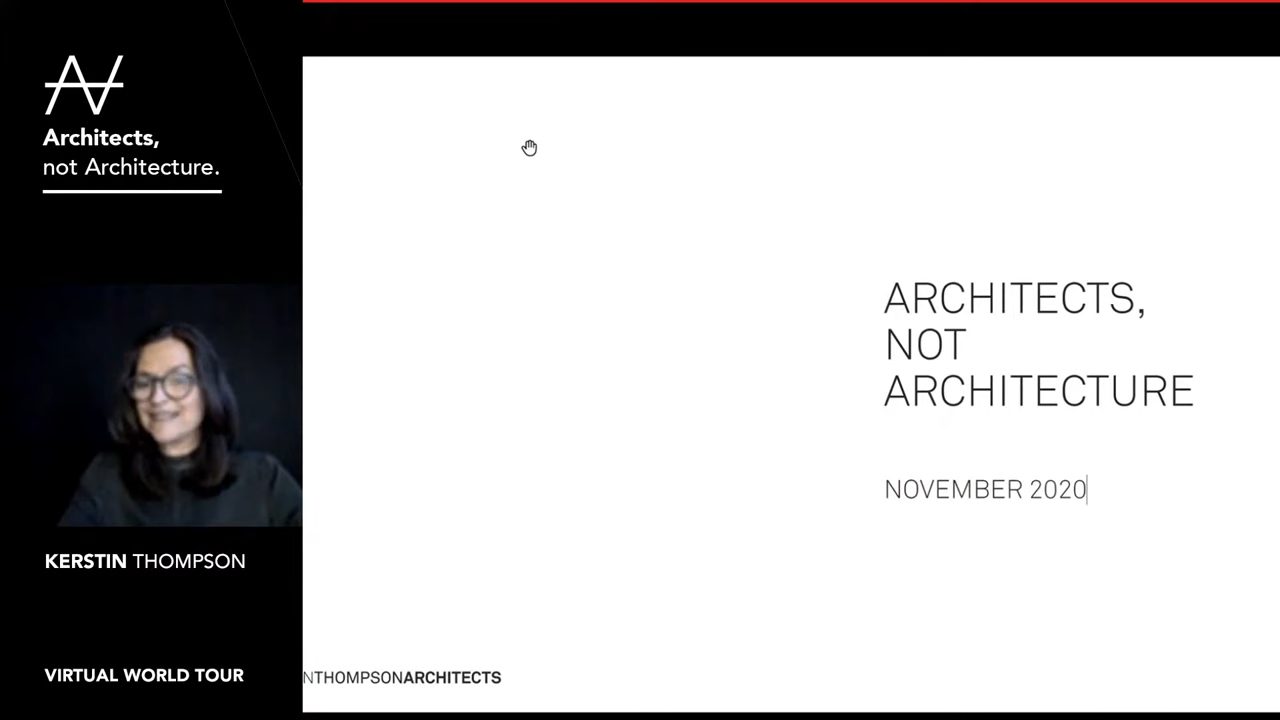 Architects,
not Architecture.
KERSTIN THOMPSON
VIRTUAL WORLD TOUR
ARCHITECTS,
NOT
ARCHITECTURE
NOVEMBER 2020
NTHOMPSONARCHITECTS